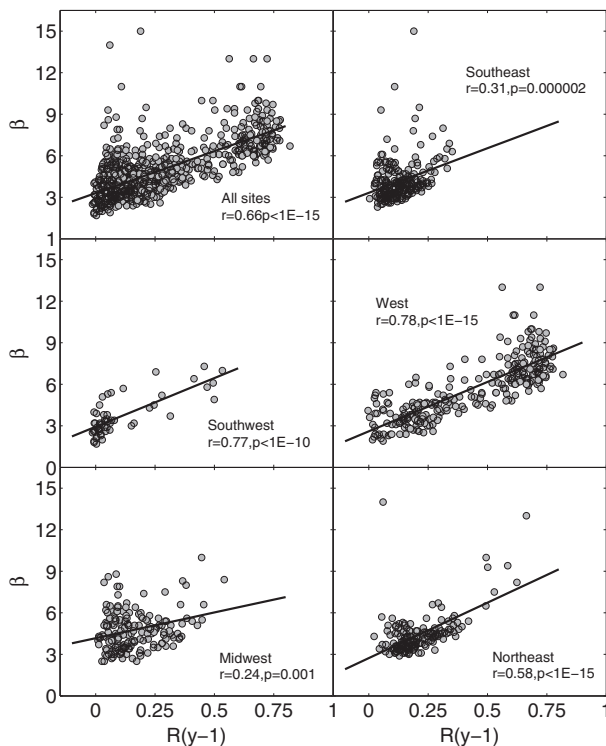 15
12
9
6
3
1
β
All sites
r=0.66p<1E−15
Southeast
r=0.31,p=0.000002
15
12
9
6
3
0
β
Southwest
r=0.77,p<1E−10
West
r=0.78,p<1E−15
15
12
9
6
3
0
β
Midwest
r=0.24,p=0.001
Northeast
r=0.58,p<1E−15
0 0.25 0.5 0.75 1 0 0.25 0.5 0.75 1
R(y−1) R(y−1)